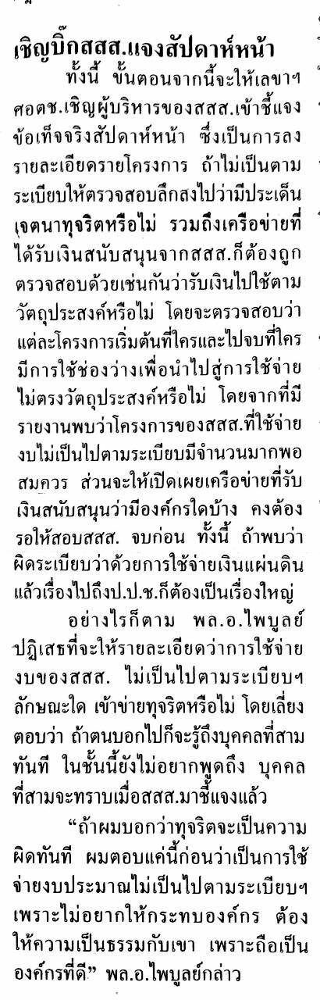 เชิญบิ๊กสสส.แจงสัปดาห์หน้า
ทั้งนี้ ขั้นตอนจากนี้จะให้เลขาฯ
ศอตช.เชิญผู้บริหารของสสส.เข้าชี้แจง
ข้อเท็จจริงสัปดาห์หน้า ซึ่งเป็นการลง
รายละเอียดรายโครงการ ถ้าไม่เป็นตาม
ระเบียบให้ตรวจสอบลึกลงไปว่ามีประเด็น
เจตนาทุจริตหรือไม่ รวมถึงเครือข่ายที่
ได้รับเงินสนับสนุนจากสสส.ก็ต้องถูก
ตรวจสอบด้วยเช่นกันว่ารับเงินไปใช้ตาม
วัตถุประสงค์หรือไม่ โดยจะตรวจสอบว่า
แต่ละโครงการเริ่มต้นที่ใครและไปจบที่ใคร
มีการใช้ช่องว่างเพื่อนำไปสู่การใช้จ่าย
ไม่ตรงวัตถุประสงค์หรือไม่ โดยจากที่มี
รายงานพบว่าโครงการของสสส.ที่ใช้จ่าย
งบไม่เป็นไปตามระเบียบมีจำนวนมากพอ
สมควร ส่วนจะให้เปิดเผยเครือข่ายที่รับ
เงินสนับสนุนว่ามีองค์กรใดบ้าง คงต้อง
รอให้สอบสสส. จบก่อน ทั้งนี้ ถ้าพบว่า
ผิดระเบียบว่าด้วยการใช้จ่ายเงินแผ่นดิน
แล้วเรื่องไปถึงป.ป.ช.ก็ต้องเป็นเรื่องใหญ่
อย่างไรก็ตาม พล.อ.ไพบูลย์
ปฏิเสธที่จะให้รายละเอียดว่าการใช้จ่าย
งบของสสส. ไม่เป็นไปตามระเบียบฯ
ลักษณะใด เข้าข่ายทุจริตหรือไม่ โดยเลี่ยง
ตอบว่า ถ้าตนบอกไปก็จะรู้ถึงบุคคลที่สาม
ทันที ในชั้นนี้ยังไม่อยากพูดถึง บุคคล
ที่สามจะทราบเมื่อสสส.มาชี้แจงแล้ว
“ถ้าผมบอกว่าทุจริตจะเป็นความ
ผิดทันที ผมตอบแค่นี้ก่อนว่าเป็นการใช้
จ่ายงบประมาณไม่เป็นไปตามระเบียบฯ
เพราะไม่อยากให้กระทบองค์กร ต้อง
ให้ความเป็นธรรมกับเขา เพราะถือเป็น
องค์กรที่ดี” พล.อ.ไพบูลย์กล่าว